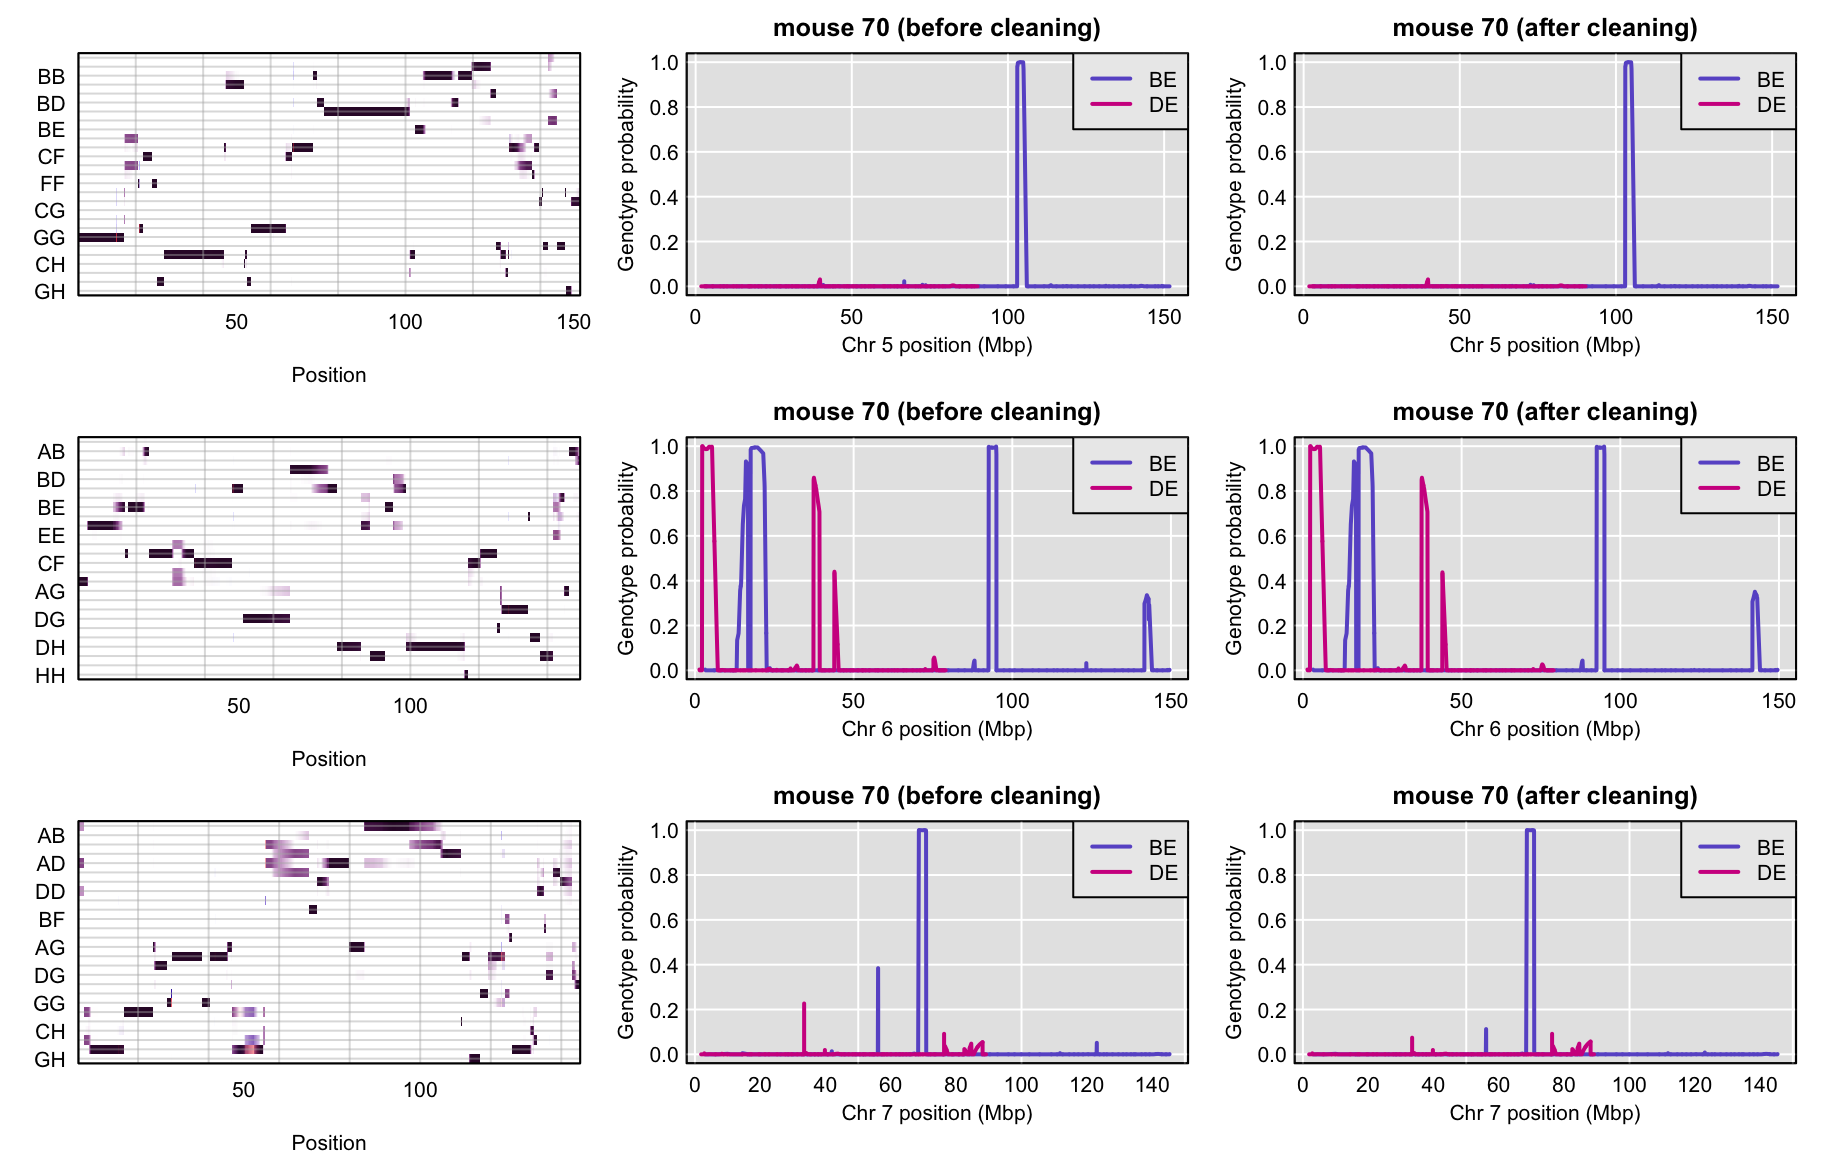 mouse 70 (before cleaning)
mouse 70 (after cleaning)
BB
BD
BE
CF
FF
CG
GG
CH
GH
50
100
150
Position
Genotype probability
1.0
0.8
0.6
0.4
0.2
0.0
BE
DE
0
50
100
150
Chr 5 position (Mbp)
Genotype probability
1.0
0.8
0.6
0.4
0.2
0.0
BE
DE
0
50
100
150
Chr 5 position (Mbp)
mouse 70 (before cleaning)
mouse 70 (after cleaning)
AB
BD
BE
EE
CF
AG
DG
DH
HH
50
100
Position
Genotype probability
1.0
0.8
0.6
0.4
0.2
0.0
BE
DE
0
50
100
150
Chr 6 position (Mbp)
Genotype probability
1.0
0.8
0.6
0.4
0.2
0.0
BE
DE
0
50
100
150
Chr 6 position (Mbp)
mouse 70 (before cleaning)
mouse 70 (after cleaning)
AB
AD
DD
BF
AG
DG
GG
CH
GH
50
100
Position
Genotype probability
1.0
0.8
0.6
0.4
0.2
0.0
BE
DE
0
20
40
60
80
100
120
140
Chr 7 position (Mbp)
Genotype probability
1.0
0.8
0.6
0.4
0.2
0.0
BE
DE
0
20
40
60
80
100
120
140
Chr 7 position (Mbp)